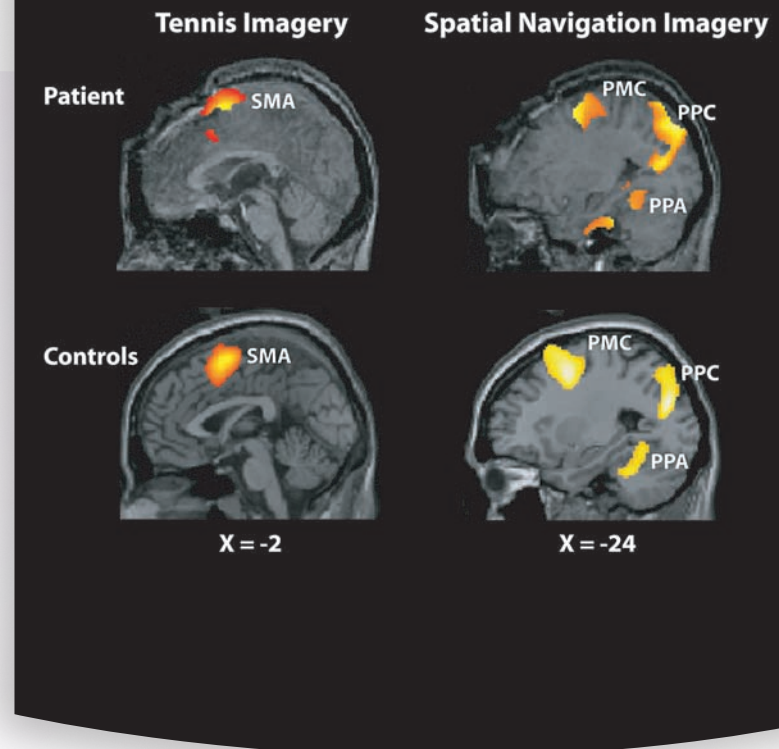 Tennis Imagery
Spatial Navigation Imagery
Patient
SMA
PMC
PPC
PPA
Controls
SMA
PMC
PPC
PPA
X = -2
X = -24